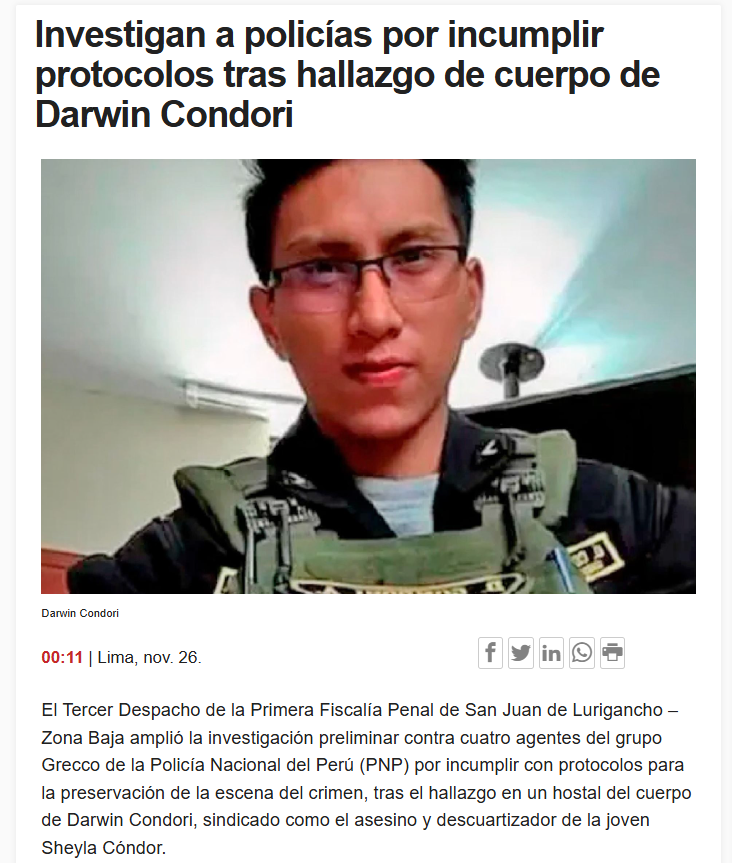 Investigan a policías por incumplir
protocolos tras hallazgo de cuerpo de
Darwin Condori
Darwin Condori
00:11 | Lima, nov. 26.
El Tercer Despacho de la Primera Fiscalía Penal de San Juan de Lurigancho –
Zona Baja amplió la investigación preliminar contra cuatro agentes del grupo
Grecco de la Policía Nacional del Perú (PNP) por incumplir con protocolos para
la preservación de la escena del crimen, tras el hallazgo en un hostal del cuerpo
de Darwin Condori, sindicado como el asesino y descuartizador de la joven
Sheyla Cóndor.